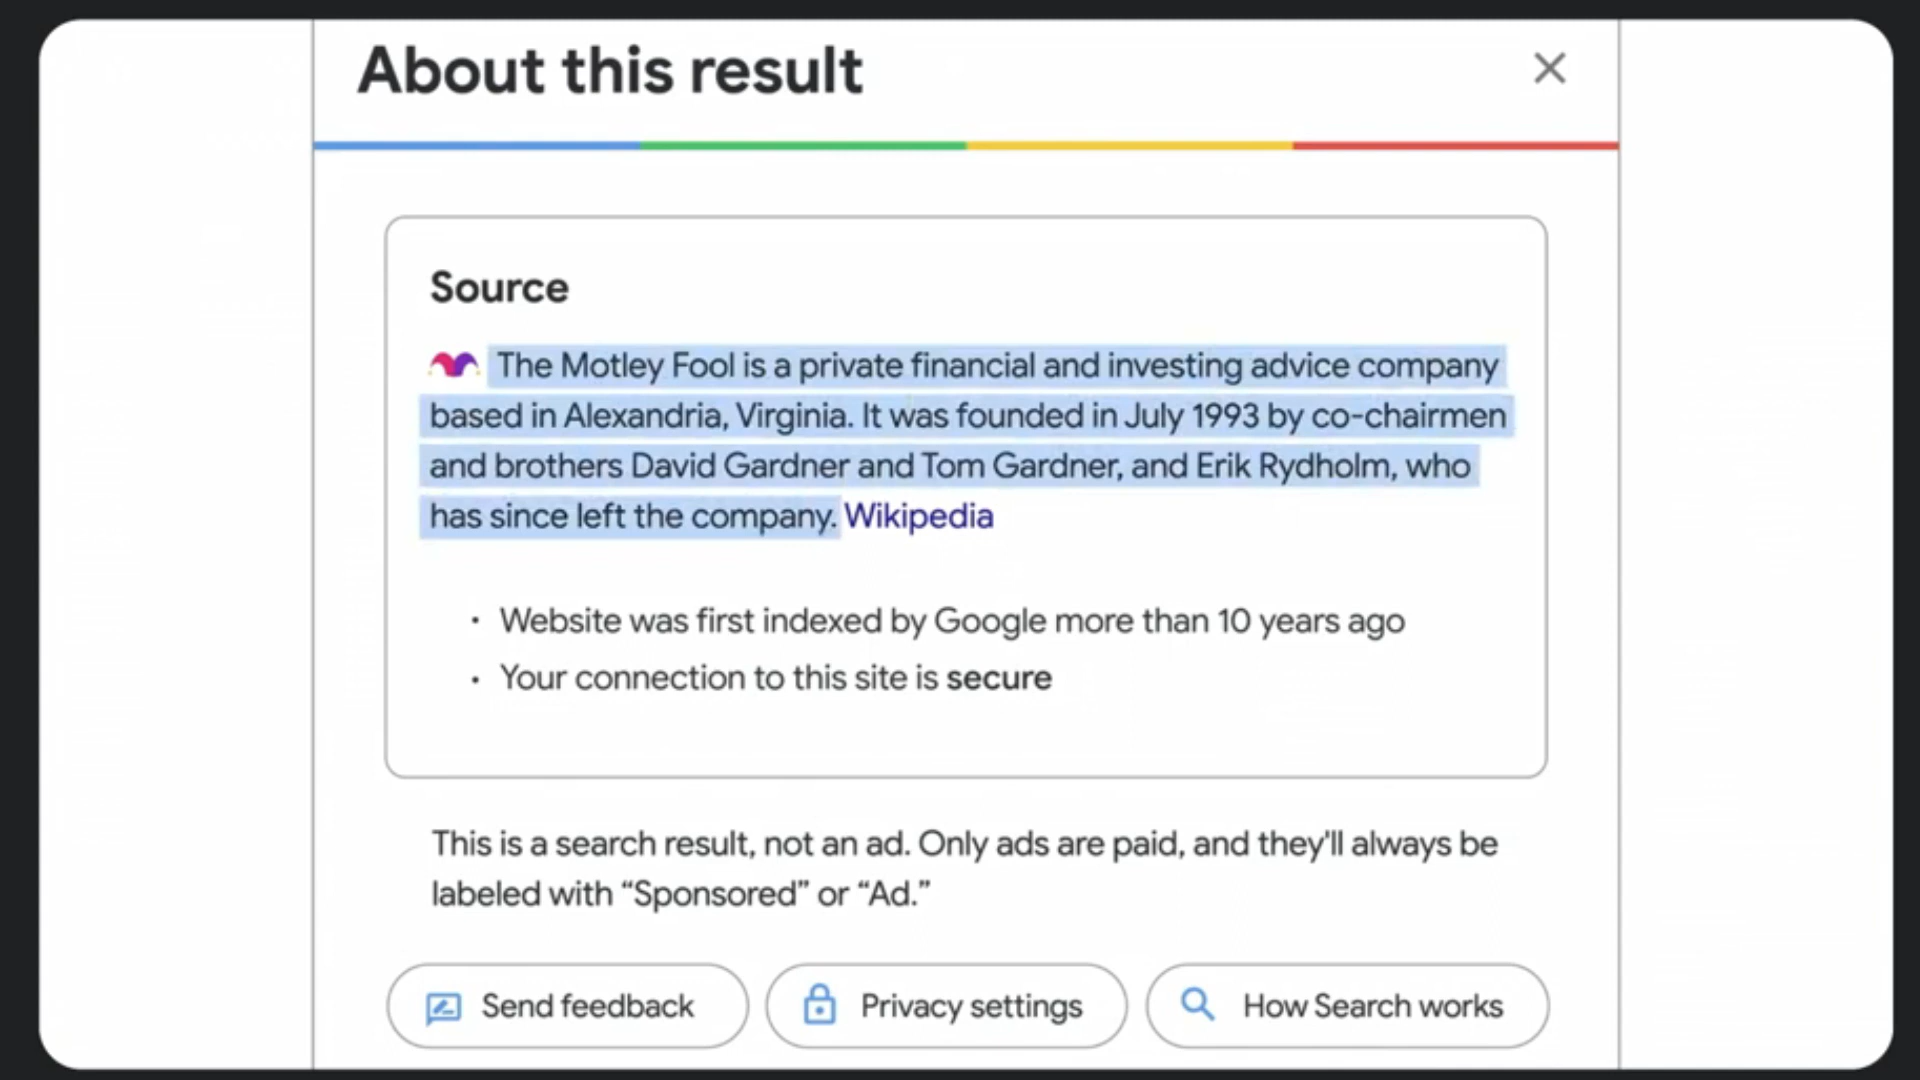 About this result
Source
The Motley Fool is a private financial and investing advice company
based in Alexandria, Virginia. It was founded in July 1993 by co-chairmen
and brothers David Gardner and Tom Gardner, and Erik Rydholm, who
has since left the company. Wikipedia
• Website was first indexed by Google more than 10 years ago
• Your connection to this site is secure
This is a search result, not an ad. Only ads are paid, and they'll always be
labeled with “Sponsored” or “Ad.”
Send feedback
Privacy settings
How Search works